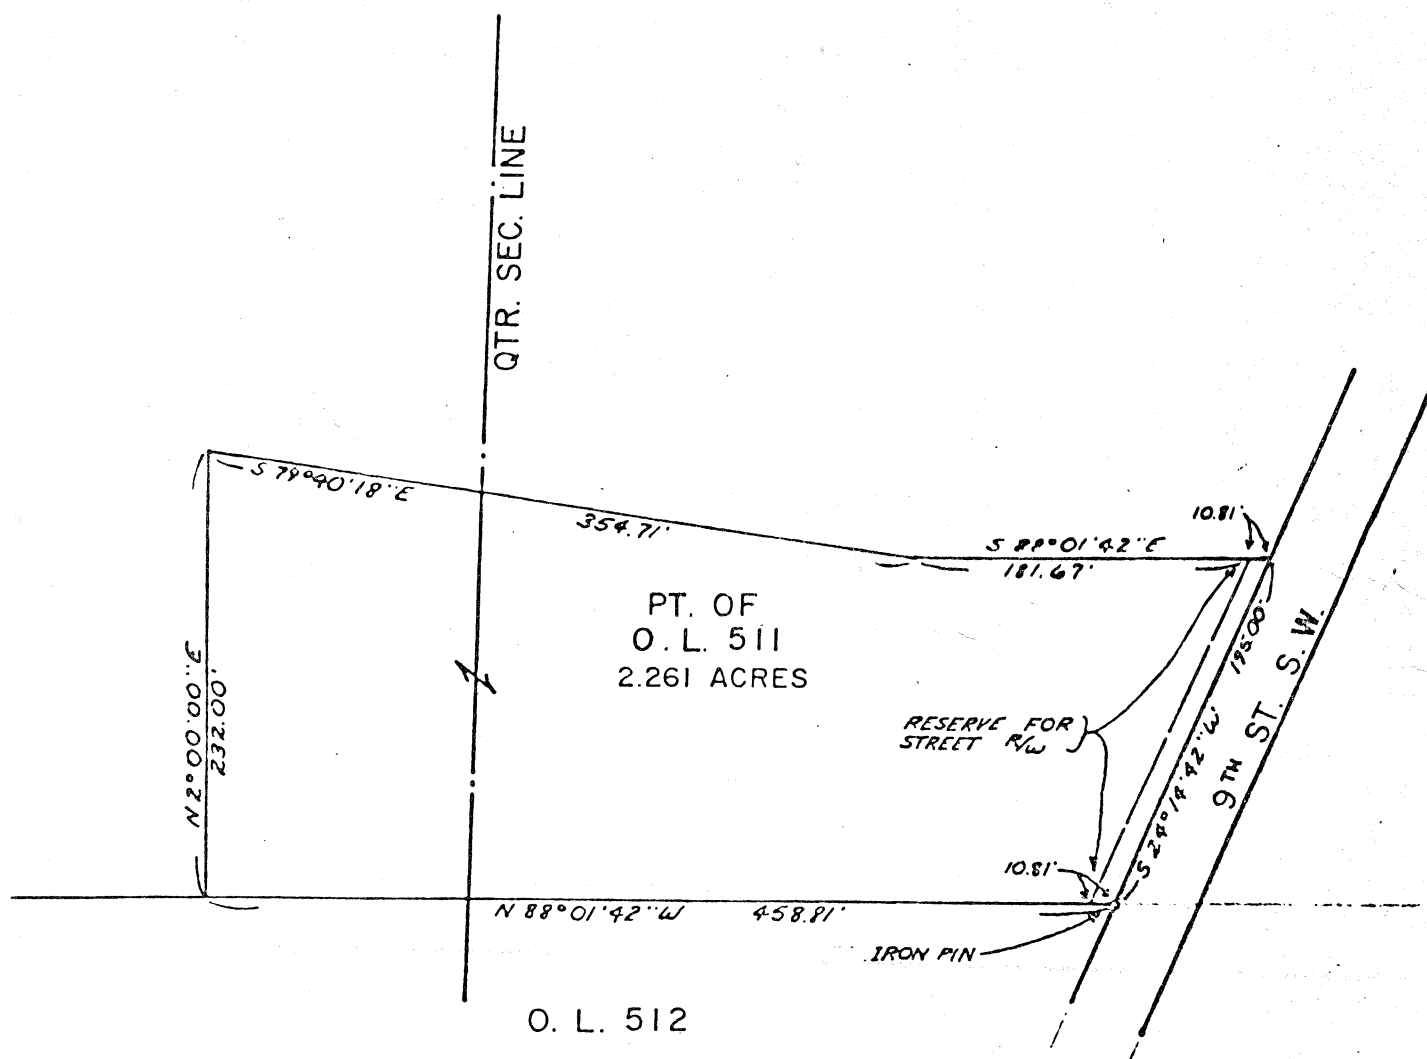 QTR. SEC. LINE
S 79°40'18"E
354.71'
10.81'
S 88°01'42"E
181.67'
PT. OF
O. L. 511
2.261 ACRES
N 2°00'00"E
232.00'
195.00'
S 24°14'42"W
9TH ST. S.W.
RESERVE FOR
STREET R/W
10.81'
N 88°01'42"W 458.81'
IRON PIN
O. L. 512